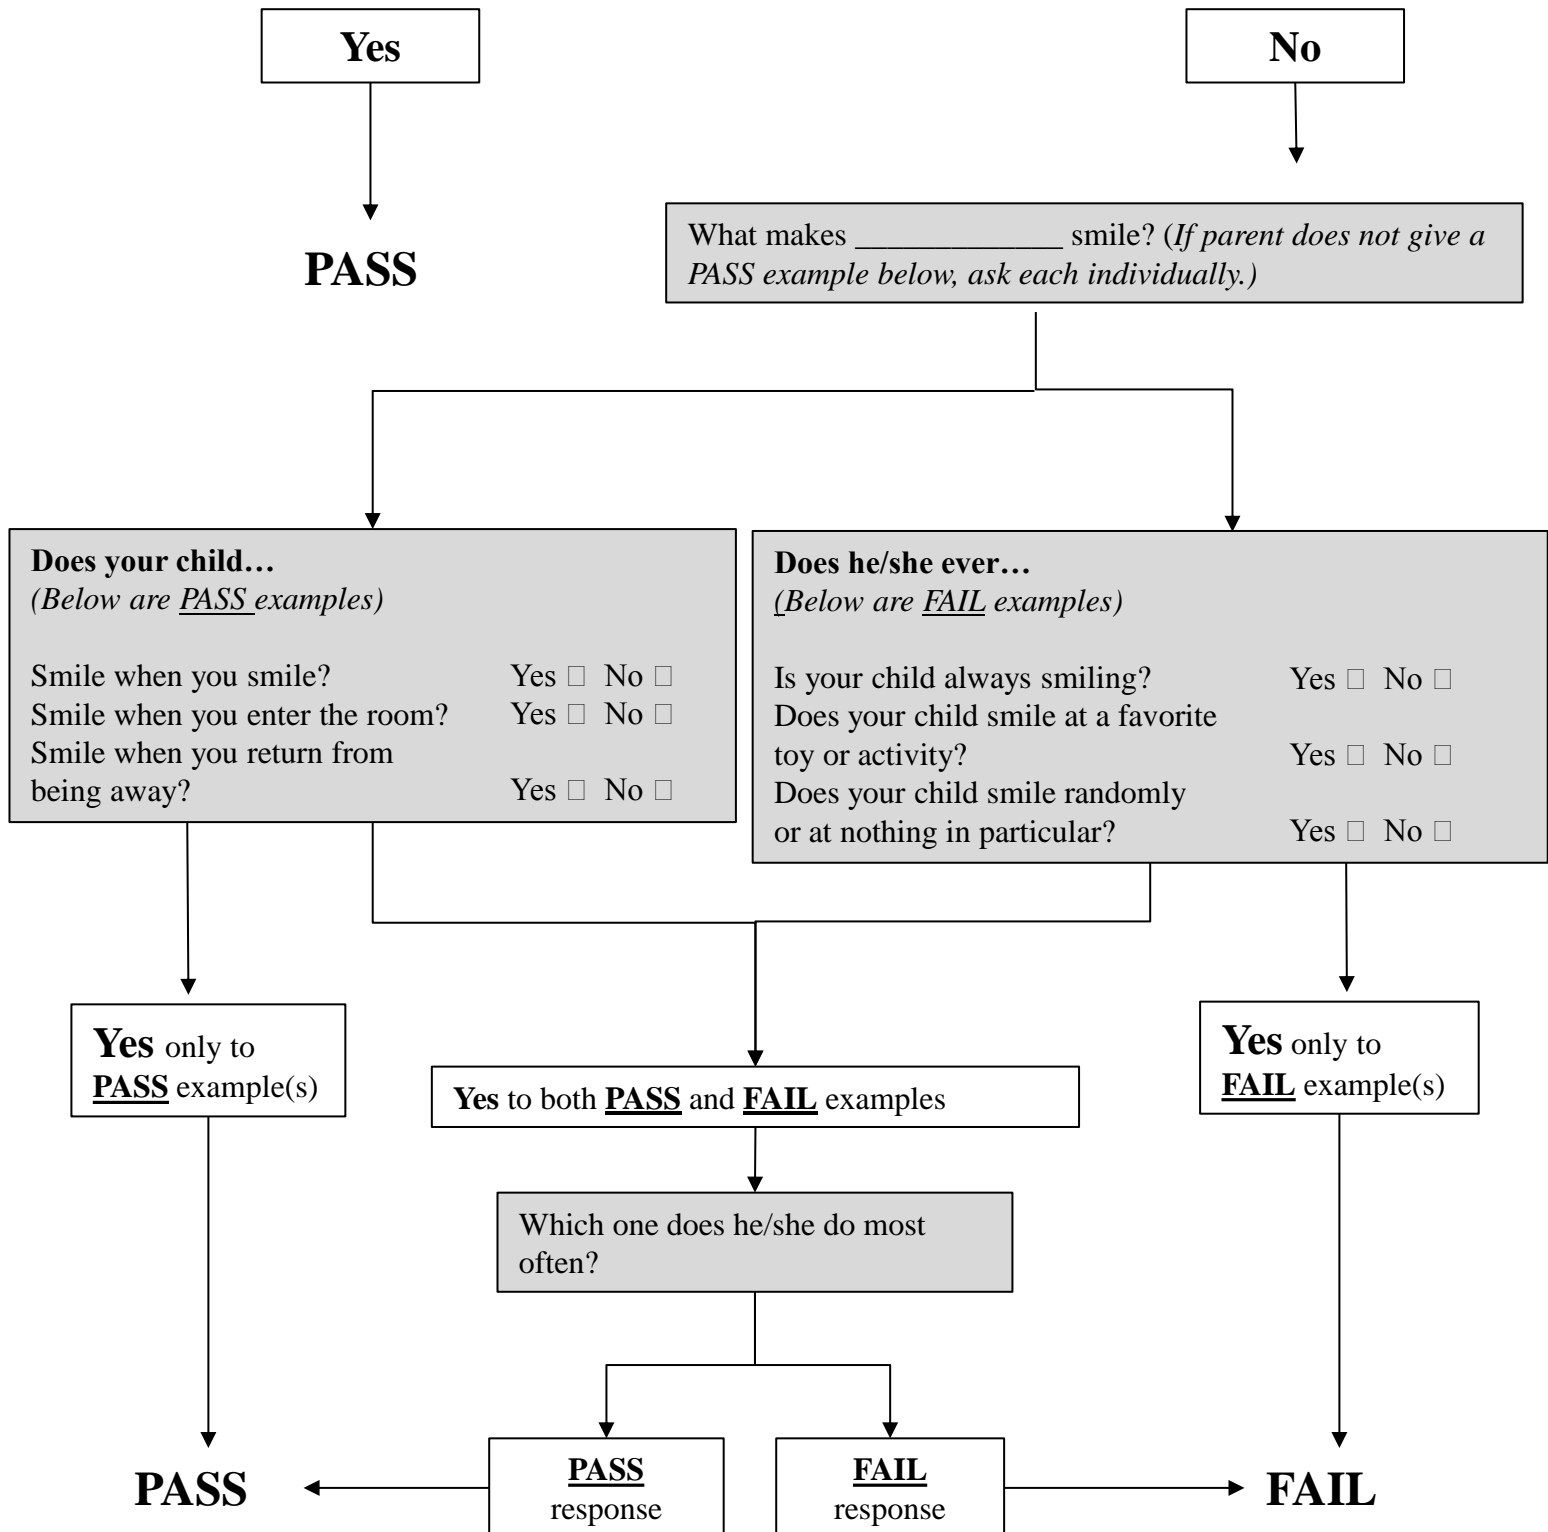 Yes
No
PASS
What makes _____________ smile? (If parent does not give a
PASS example below, ask each individually.)
Does your child…
(Below are PASS examples)
Smile when you smile? Yes □ No □
Smile when you enter the room? Yes □ No □
Smile when you return from
being away? Yes □ No □
Does he/she ever…
(Below are FAIL examples)
Is your child always smiling? Yes □ No □
Does your child smile at a favorite
toy or activity? Yes □ No □
Does your child smile randomly
or at nothing in particular? Yes □ No □
Yes only to
PASS example(s)
Yes to both PASS and FAIL examples
Yes only to
FAIL example(s)
Which one does he/she do most
often?
PASS
PASS
response
FAIL
response
FAIL